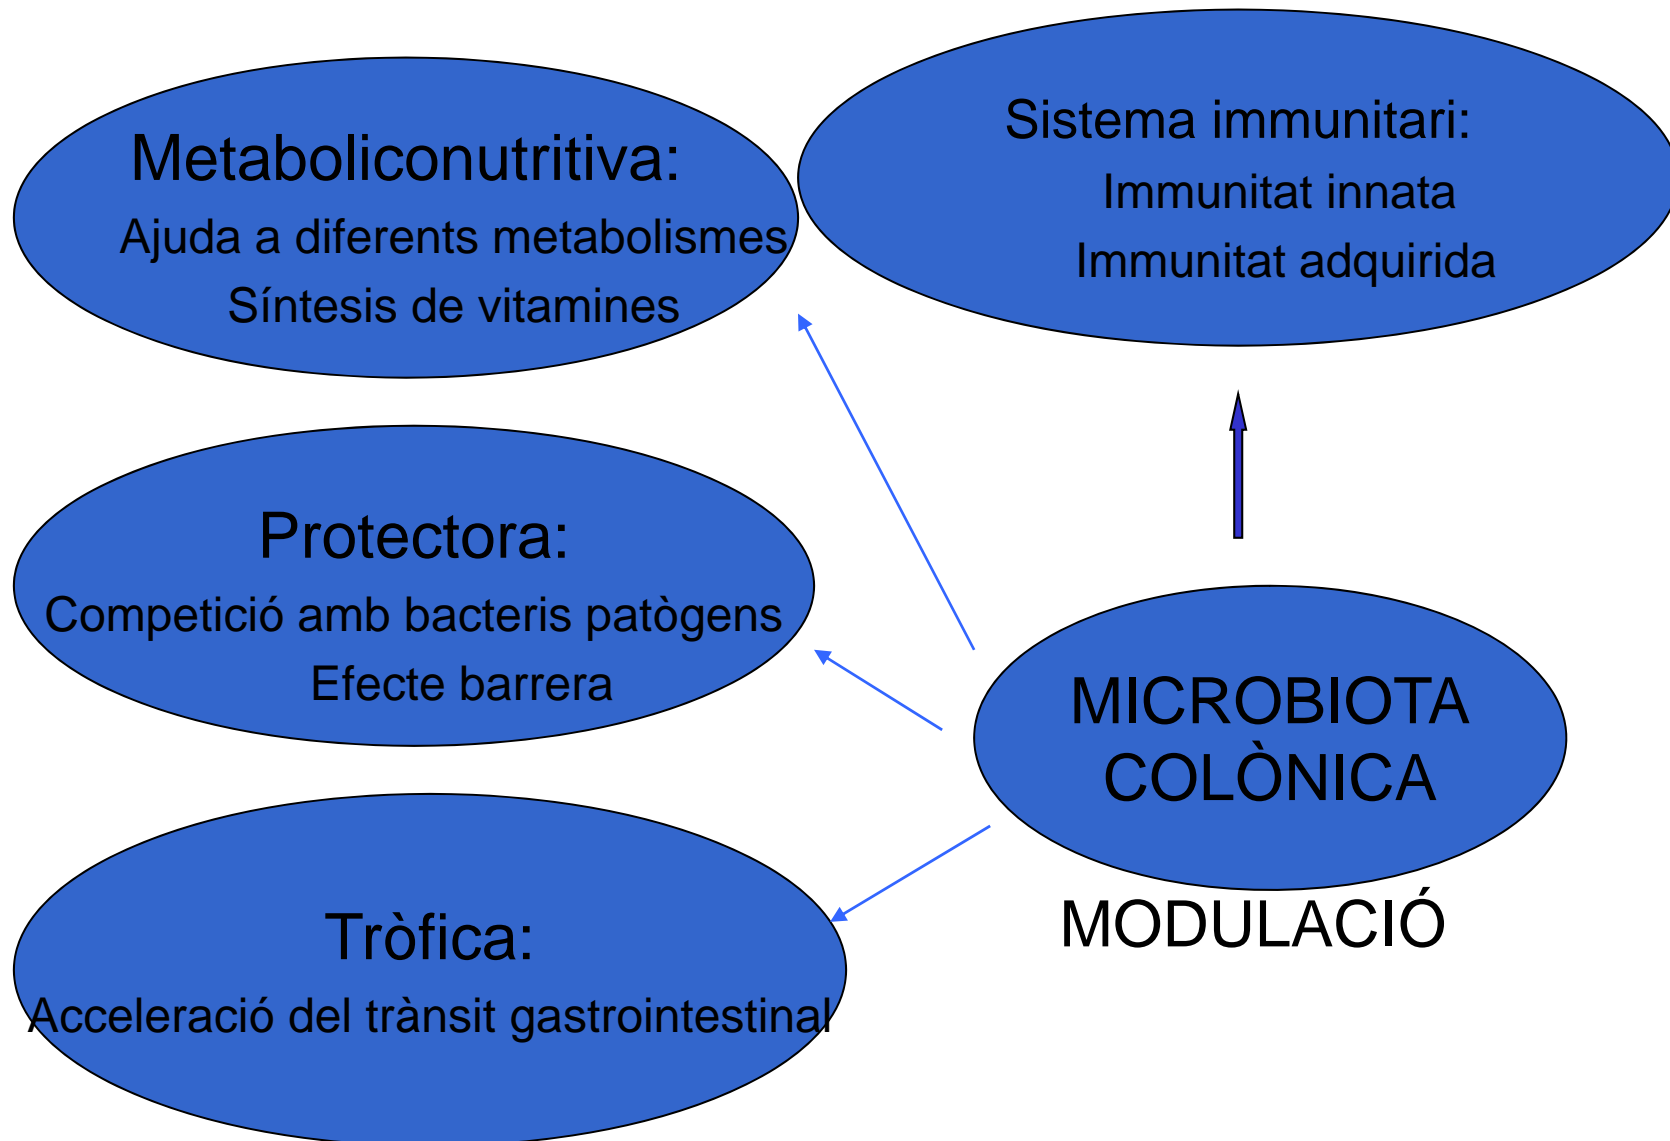 Metaboliconutritiva:
Ajuda a diferents metabolismes
Síntesis de vitamines
Sistema immunitari:
Immunitat innata
Immunitat adquirida
Protectora:
Competició amb bacteris patògens
Efecte barrera
MICROBIOTA
COLÒNICA
MODULACIÓ
Tròfica:
Acceleració del trànsit gastrointestinal